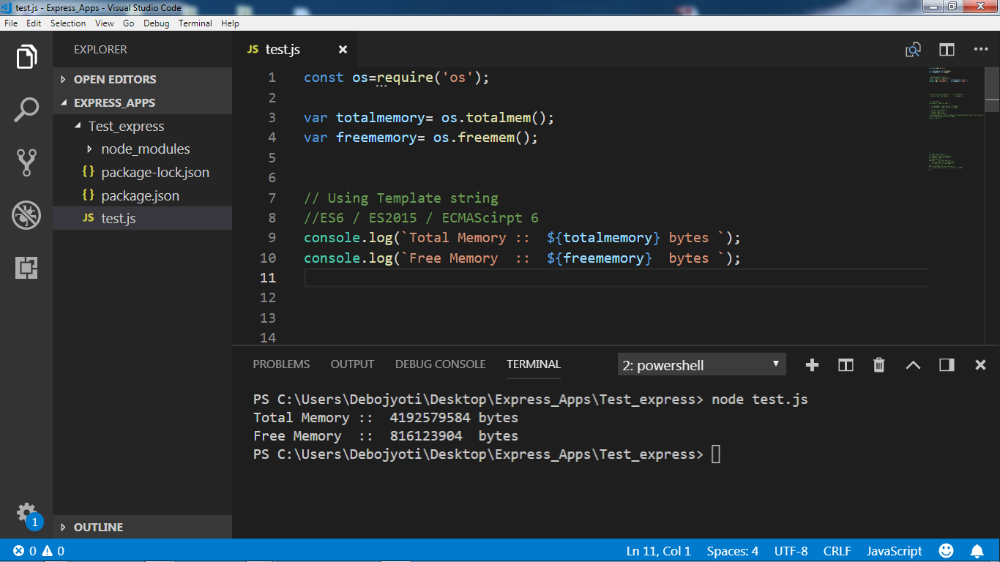 test.js - Express_Apps - Visual Studio Code
File Edit Selection View Go Debug Terminal Help
EXPLORER
OPEN EDITORS
EXPRESS_APPS
Test_express
node_modules
{} package-lock.json
{} package.json
JS test.js
OUTLINE
1
JS test.js
1 const os=require('os');
2
3 var totalmemory= os.totalmem();
4 var freememory= os.freemem();
5
6
7 // Using Template string
8 //ES6 / ES2015 / ECMAScirpt 6
9 console.log(`Total Memory ::  ${totalmemory} bytes `);
10 console.log(`Free Memory  ::  ${freememory}  bytes `);
11
12
13
14
PROBLEMS OUTPUT DEBUG CONSOLE TERMINAL 2: powershell
PS C:\Users\Debojyoti\Desktop\Express_Apps\Test_express> node test.js
Total Memory ::  4192579584 bytes
Free Memory  ::  816123904  bytes
PS C:\Users\Debojyoti\Desktop\Express_Apps\Test_express>
0 0 Ln 11, Col 1 Spaces: 4 UTF-8 CRLF JavaScript